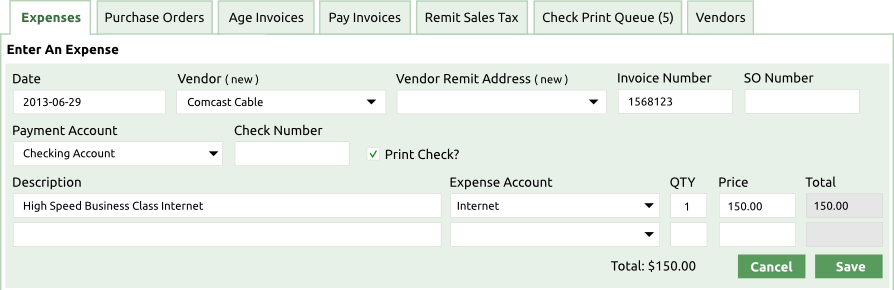 Expenses Purchase Orders Age Invoices Pay Invoices Remit Sales Tax Check Print Queue (5) Vendors
Enter An Expense
Date Vendor ( new ) Vendor Remit Address ( new ) Invoice Number SO Number
2013-06-29 Comcast Cable 1568123
Payment Account Check Number
Checking Account Print Check?
Description Expense Account QTY Price Total
High Speed Business Class Internet Internet 1 150.00 150.00
Total: $150.00 Cancel Save